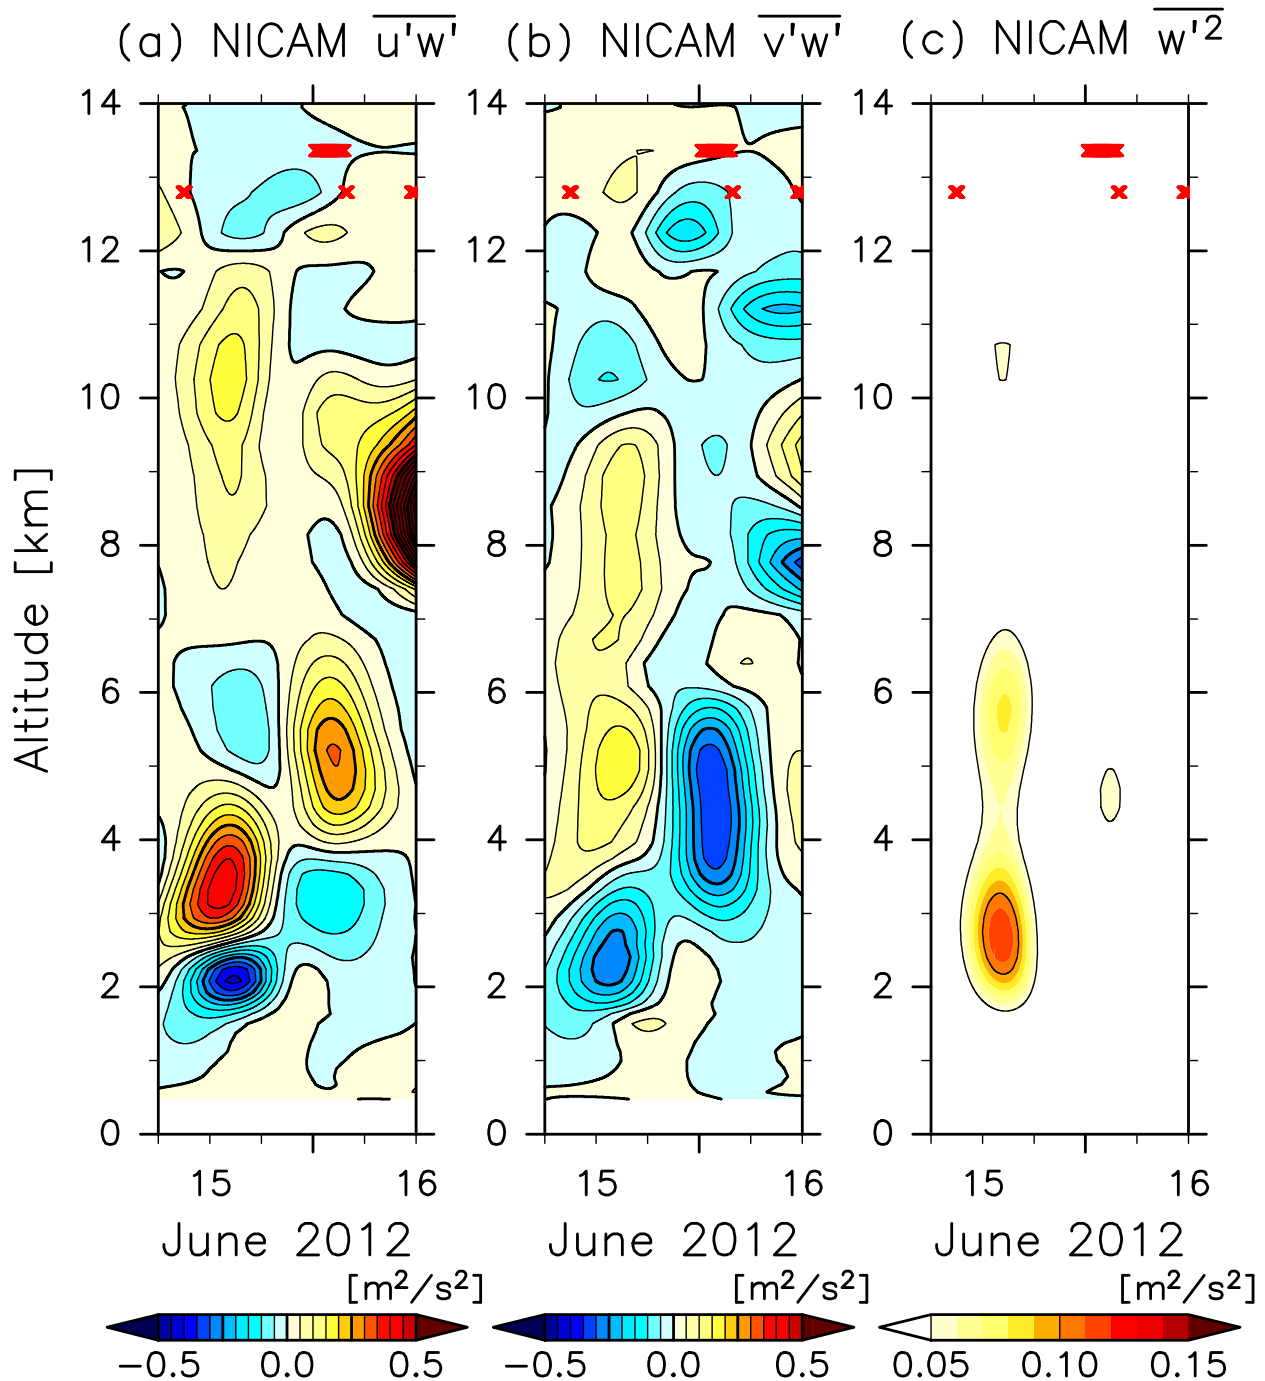 (a) NICAM u'w' (b) NICAM v'w' (c) NICAM w'²
14 14 14
12 12 12
10 10 10
8 8 8
6 6 6
4 4 4
2 2 2
0 0 0
Altitude [km]
15 16 15 16 15 16
June 2012 June 2012 June 2012
[m²/s²] [m²/s²] [m²/s²]
−0.5 0.0 0.5 −0.5 0.0 0.5 0.05 0.10 0.15